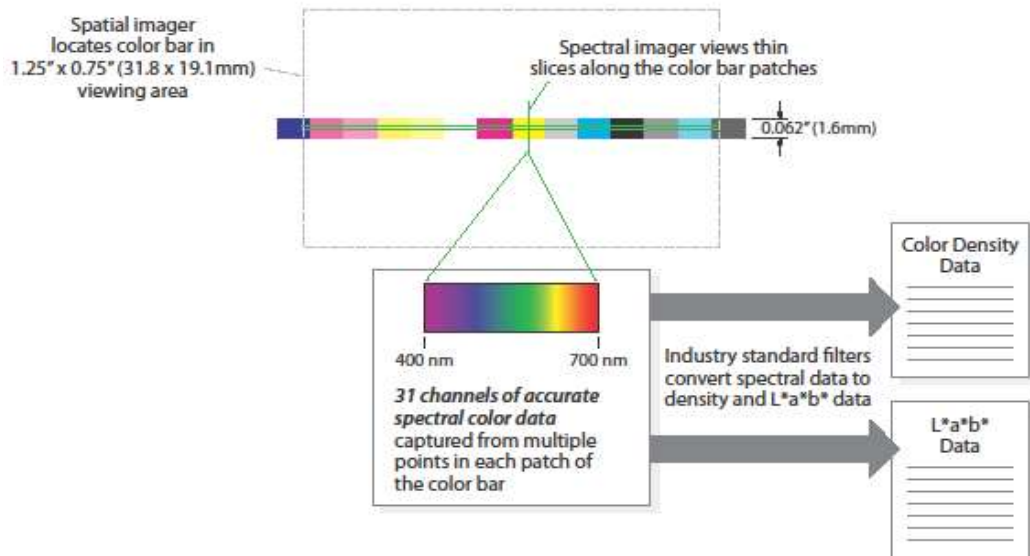 Spatial imager
locates color bar in
1.25" x 0.75" (31.8 x 19.1mm)
viewing area
Spectral imager views thin
slices along the color bar patches
0.062" (1.6mm)
400 nm
700 nm
31 channels of accurate
spectral color data
captured from multiple
points in each patch of
the color bar
Industry standard filters
convert spectral data to
density and L*a*b* data
Color Density
Data
L*a*b*
Data